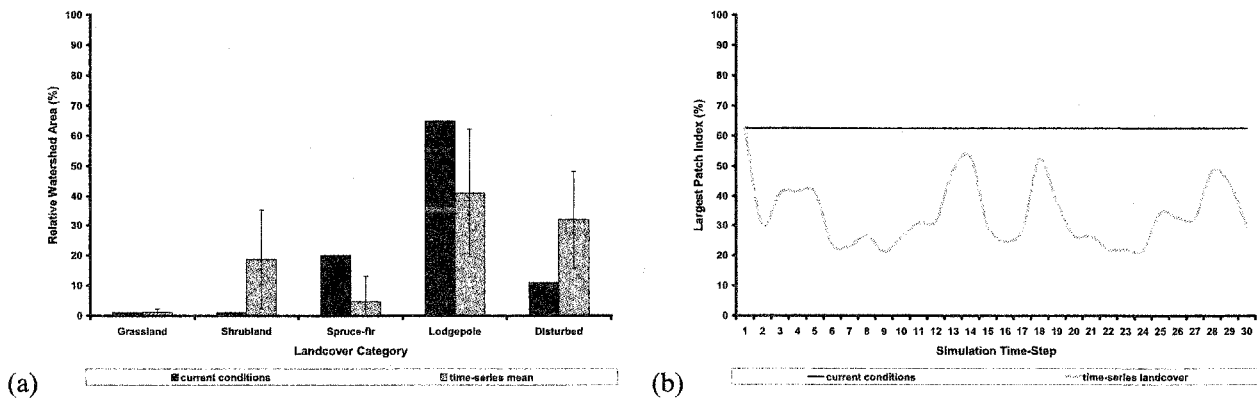 100
90
80
70
60
50
40
30
20
10
0
Relative Watershed Area (%)
Grassland Shrubland Spruce-fir Lodgepole Disturbed
Landcover Category
current conditions time-series mean
(a)
100
90
80
70
60
50
40
30
20
10
0
Largest Patch Index (%)
1 2 3 4 5 6 7 8 9 10 11 12 13 14 15 16 17 18 19 20 21 22 23 24 25 26 27 28 29 30
Simulation Time-Step
current conditions time-series landcover
(b)